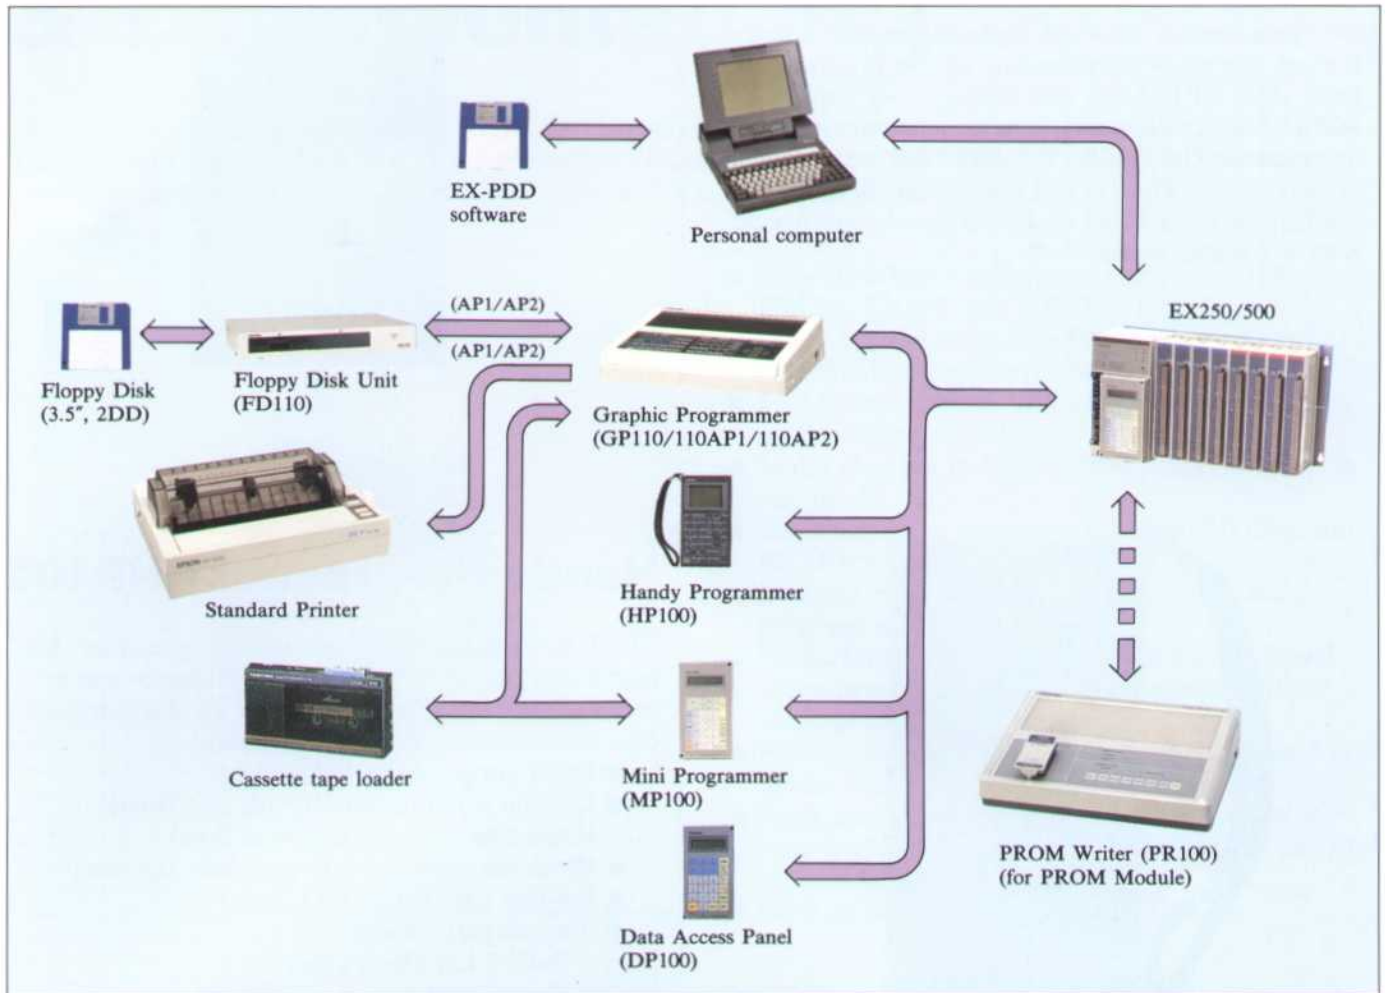 EX-PDD
software
Personal computer
EX250/500
(AP1/AP2)
(AP1/AP2)
Floppy Disk
(3.5″, 2DD)
Floppy Disk Unit
(FD110)
Graphic Programmer
(GP110/110AP1/110AP2)
Standard Printer
EPSON
Handy Programmer
(HP100)
Cassette tape loader
Mini Programmer
(MP100)
PROM Writer (PR100)
(for PROM Module)
Data Access Panel
(DP100)